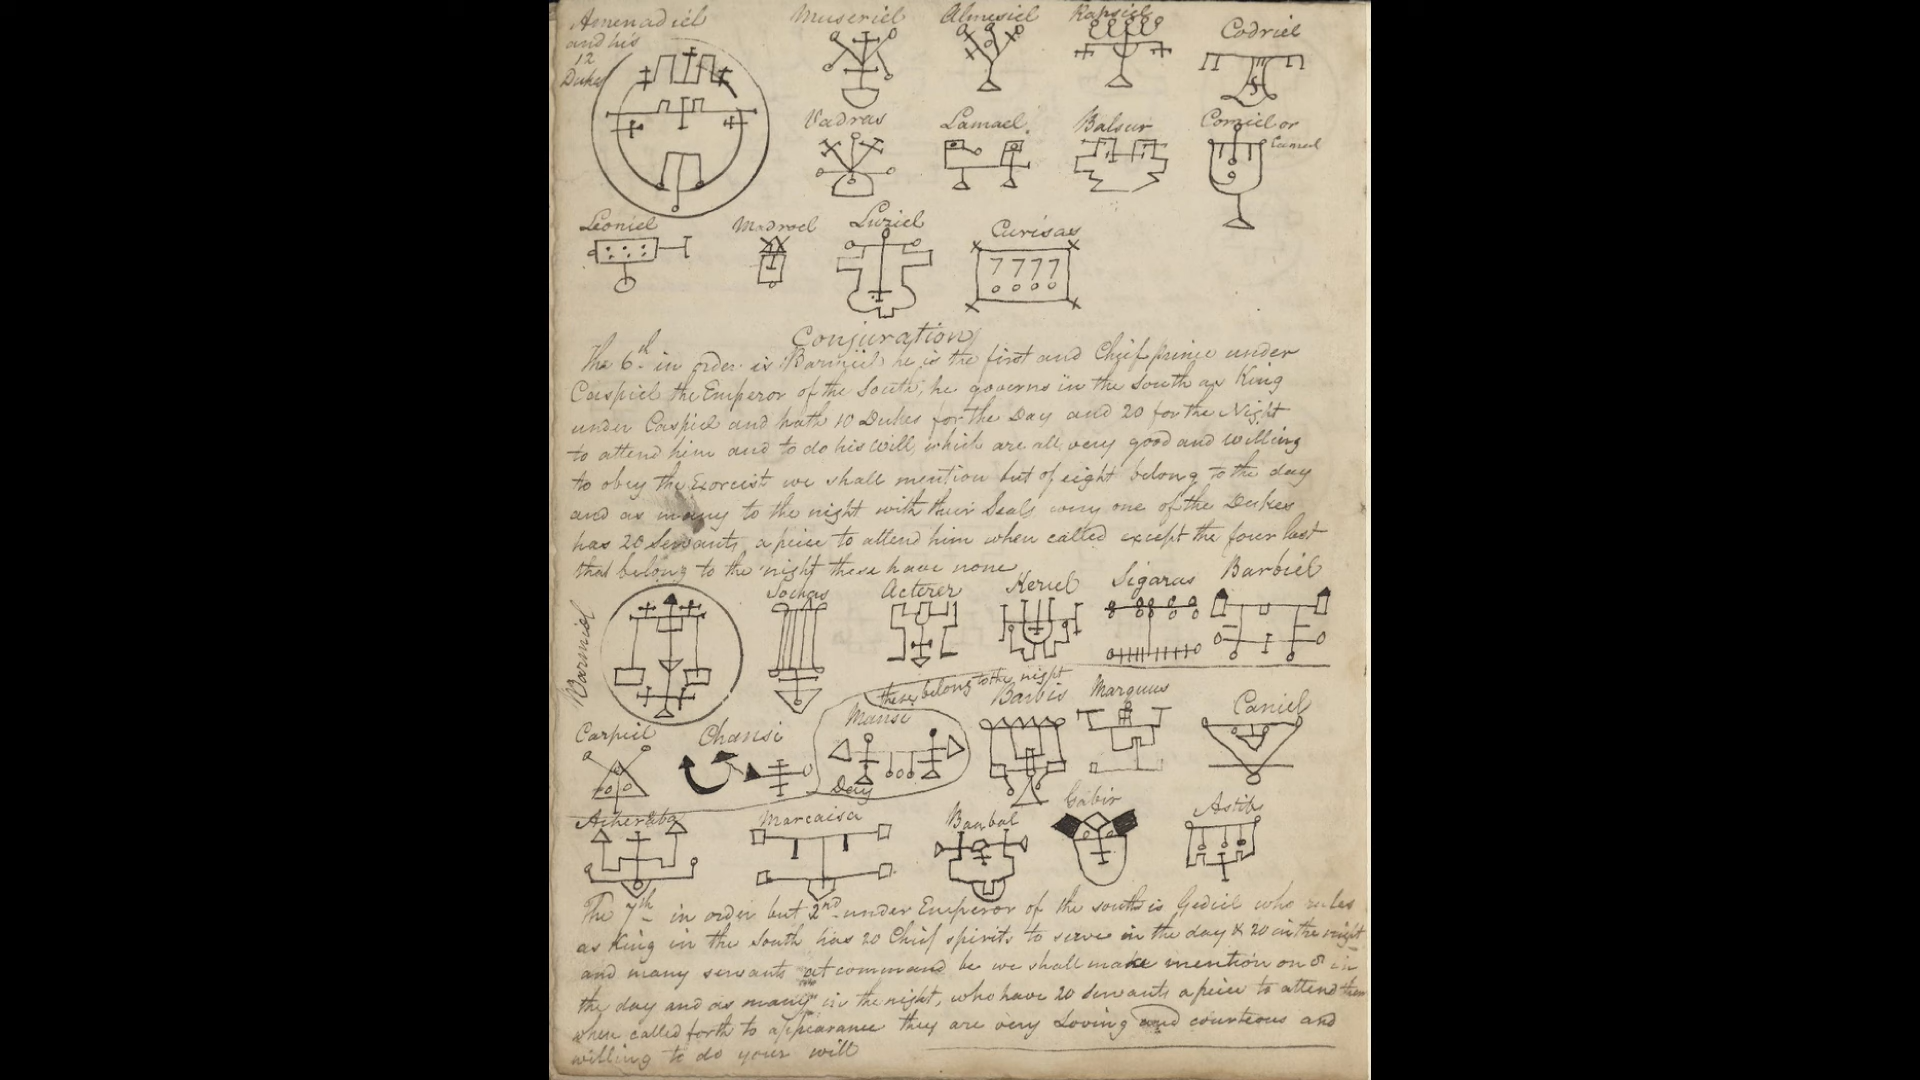 Amenadiel
and his
12
Dukes
Museriel
Almesiel
Rapsiel
Codriel
Vadras
Lamael
Balsur
Corziel or
Leoniel
Madroel
Luziel
Curisas
Conjuration
The 6th in order is Barmiel he is the first and Chief prince under
Caspiel the Emperor of the South, he governs in the South as King
under Caspiel and hath 10 Dukes for the Day and 20 for the Night
to attend him and to do his Will, which are all very good and willing
to obey the Exorcist we shall mention but of eight belong to the day
and as many to the night with their Seals every one of the Dukes
has 20 Servants a peice to attend him when called except the four last
that belong to the night these have none
Barmiel
Sochas
Acterer
Keriel
Sigaras
Barbiel
these belong to the night
Carpiel
Chansi
Mansi
Day
Barbis
Marquus
Caniel
Acheraba
Marcaisa
Baabal
Gabir
Astib
The 7th in order but 2nd under Emperor of the south is Gediel who rules
as King in the South has 20 Chief spirits to serve in the day & 20 in the night
and many servants at command be we shall make mention on 8 in
the day and as many in the night, who have 20 servants a peice to attend them
when called forth to appearance they are very Loving and courteous and
willing to do your will